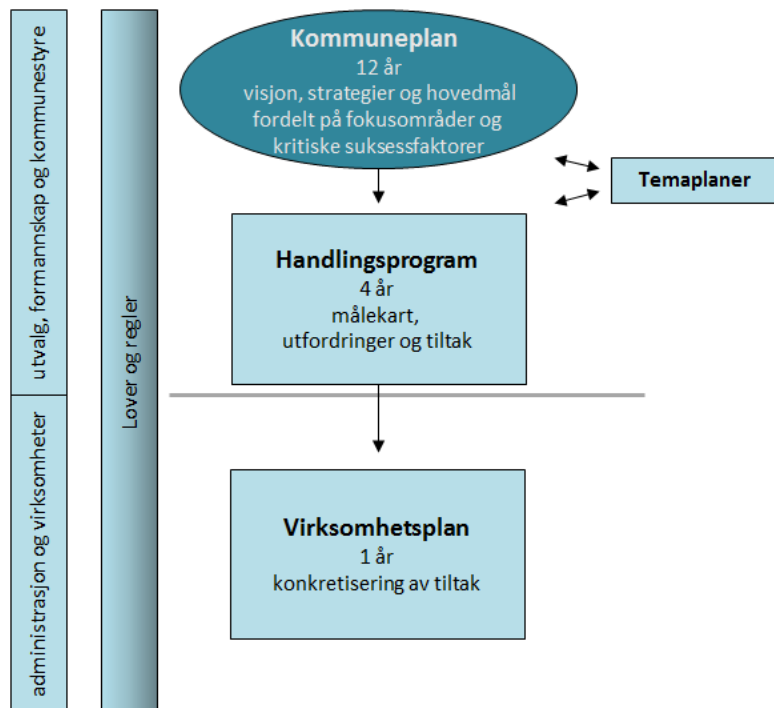 Kommuneplan
12 år
visjon, strategier og hovedmål
fordelt på fokusområder og
kritiske suksessfaktorer
Temaplaner
Handlingsprogram
4 år
målekart,
utfordringer og tiltak
Virksomhetsplan
1 år
konkretisering av tiltak
utvalg, formannskap og kommunestyre
administrasjon og virksomheter
Lover og regler